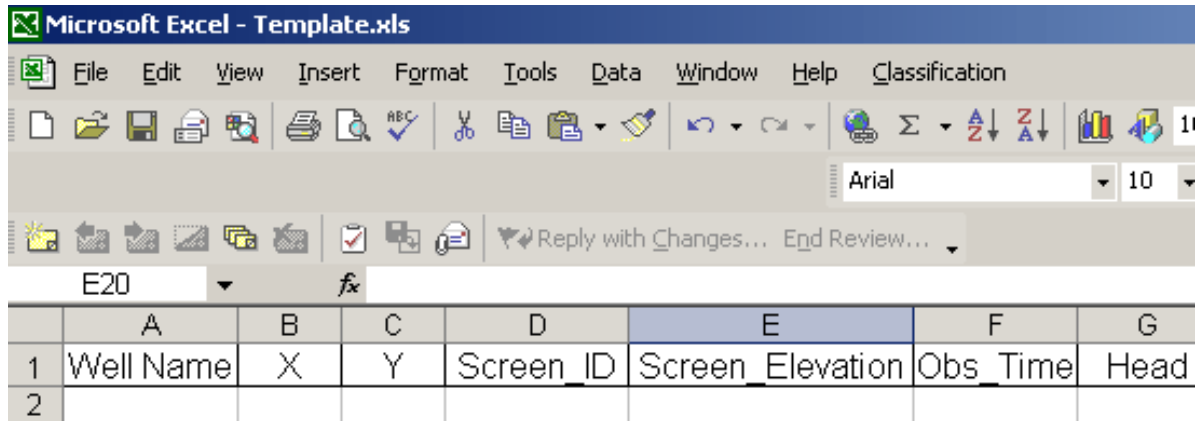 Microsoft Excel - Template.xls
File Edit View Insert Format Tools Data Window Help Classification
ABC Σ A Z Z A
Arial 10
Reply with Changes... End Review...
E20 fx
A B C D E F G
1 Well Name X Y Screen_ID Screen_Elevation Obs_Time Head
2